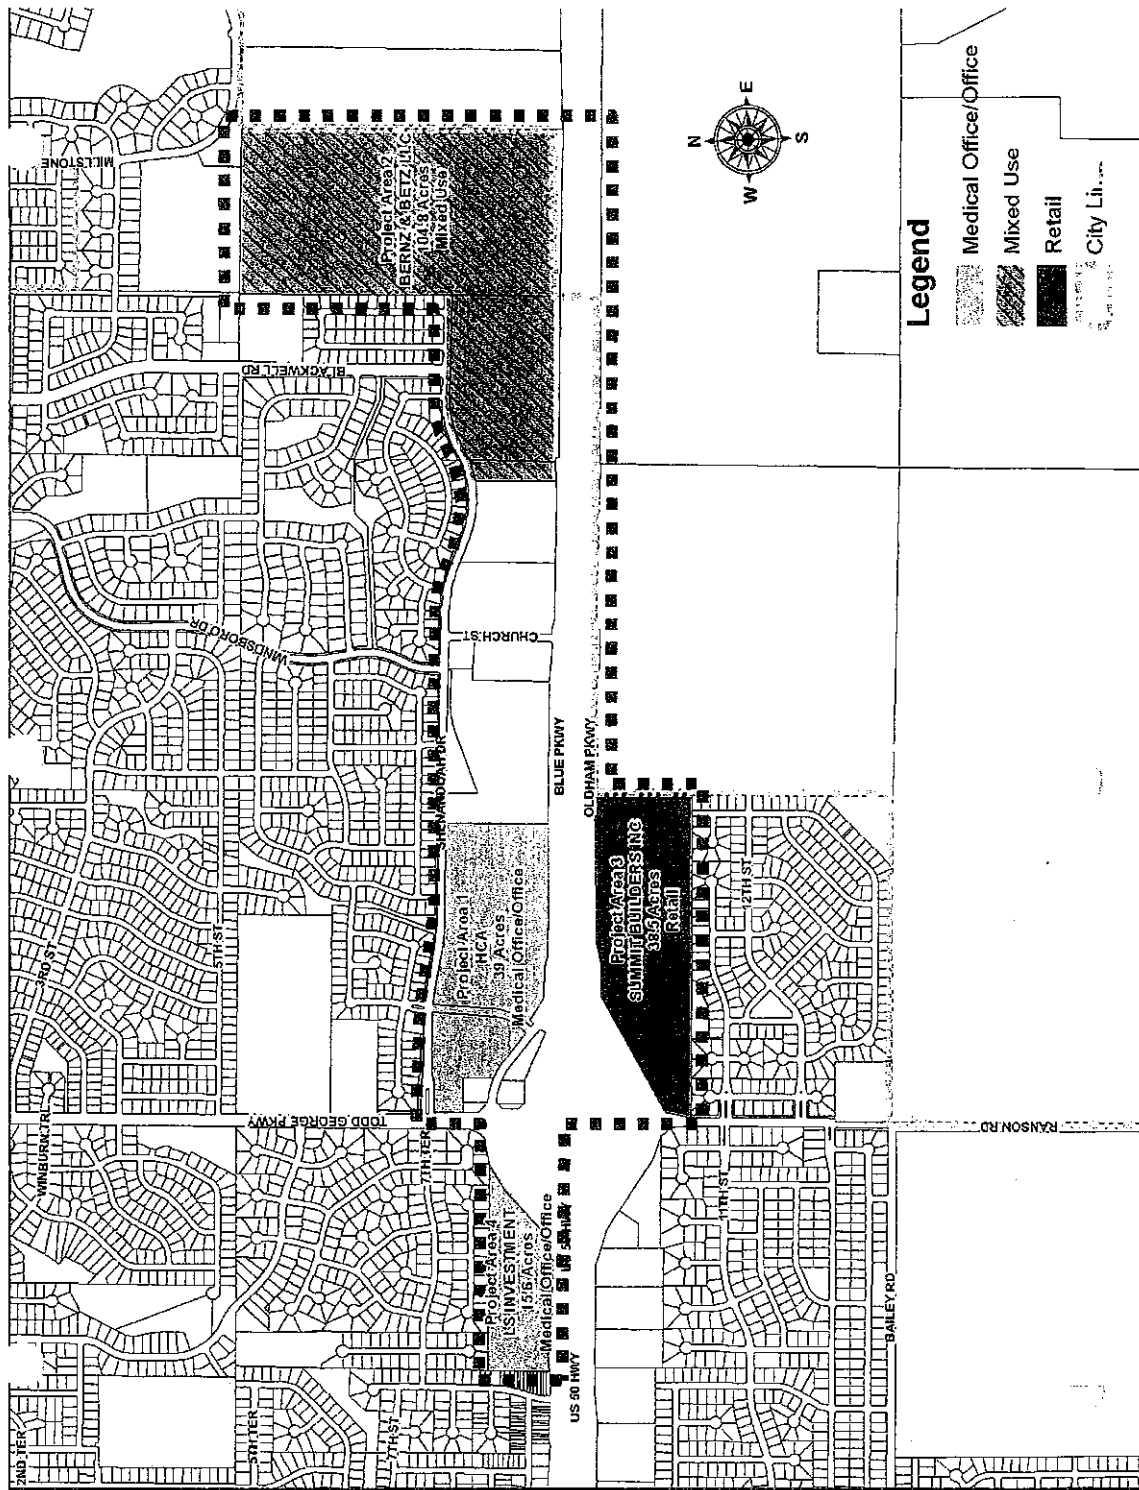 2ND TER
WINBURN TRL
3RD ST
5TH ST
5TH TER
7TH ST
7TH TER
TODD GEORGE PKWY
WINDSBORO DR
BLACKWELL RD
MILLSTONE
SHENANDOAH DR
CHURCH ST
BLUE PKWY
OLDHAM PKWY
US 50 HWY
11TH ST
12TH ST
BAILEY RD
RANSON RD
Project Area 4
LS INVESTMENT
15.6 Acres
Medical Office/Office
Project Area 1
HCA
39 Acres
Medical Office/Office
Project Area 2
BERNZ & BETZ LLC
104.8 Acres
Mixed Use
Project Area 3
SUMMIT BUILDERS INC
38.5 Acres
Retail
N
E
S
W
Legend
Medical Office/Office
Mixed Use
Retail
City